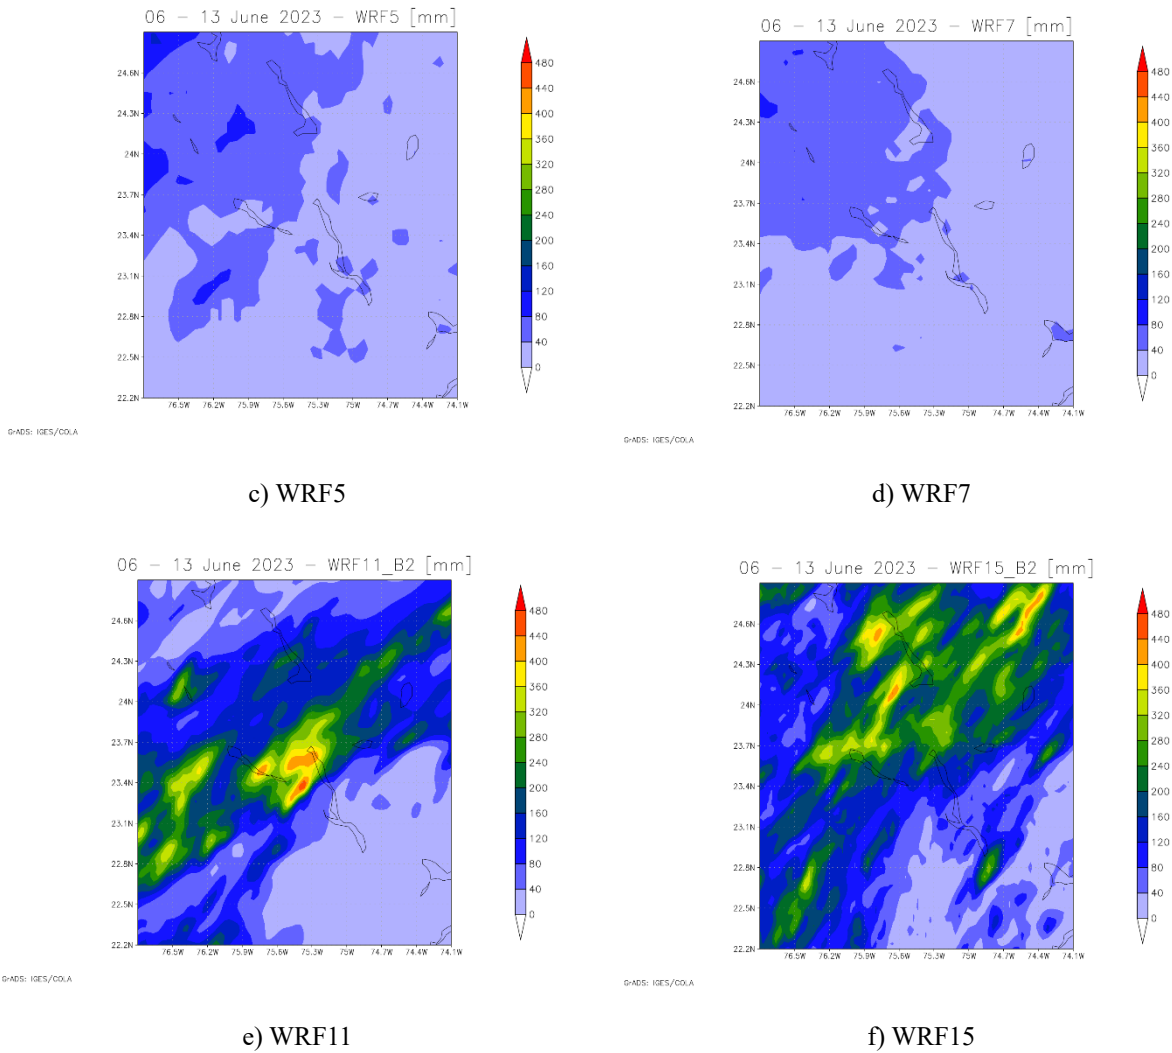 06 – 13 June 2023 – WRF5 [mm]
24.6N
24.3N
24N
23.7N
23.4N
23.1N
22.8N
22.5N
22.2N
76.5W 76.2W 75.9W 75.6W 75.3W 75W 74.7W 74.4W 74.1W
480
440
400
360
320
280
240
200
160
120
80
40
0
GrADS: IGES/COLA
c) WRF5
06 – 13 June 2023 – WRF7 [mm]
24.6N
24.3N
24N
23.7N
23.4N
23.1N
22.8N
22.5N
22.2N
76.5W 76.2W 75.9W 75.6W 75.3W 75W 74.7W 74.4W 74.1W
480
440
400
360
320
280
240
200
160
120
80
40
0
GrADS: IGES/COLA
d) WRF7
06 – 13 June 2023 – WRF11_B2 [mm]
24.6N
24.3N
24N
23.7N
23.4N
23.1N
22.8N
22.5N
22.2N
76.5W 76.2W 75.9W 75.6W 75.3W 75W 74.7W 74.4W 74.1W
480
440
400
360
320
280
240
200
160
120
80
40
0
GrADS: IGES/COLA
e) WRF11
06 – 13 June 2023 – WRF15_B2 [mm]
24.6N
24.3N
24N
23.7N
23.4N
23.1N
22.8N
22.5N
22.2N
76.5W 76.2W 75.9W 75.6W 75.3W 75W 74.7W 74.4W 74.1W
480
440
400
360
320
280
240
200
160
120
80
40
0
GrADS: IGES/COLA
f) WRF15